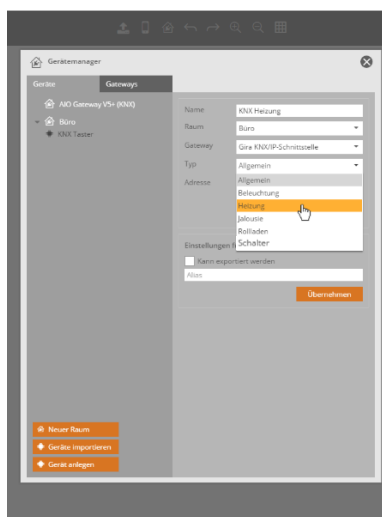 Gerätemanager
Geräte
Gateways
AIO Gateway V5+ (KNX)
Büro
KNX Taster
Name
KNX Heizung
Raum
Büro
Gateway
Gira KNX/IP-Schnittstelle
Typ
Allgemein
Adresse
Allgemein
Beleuchtung
Heizung
Jalousie
Rollladen
Schalter
Einstellungen
Kann exportiert werden
Alias
Übernehmen
Neuer Raum
Geräte importieren
Gerät anlegen